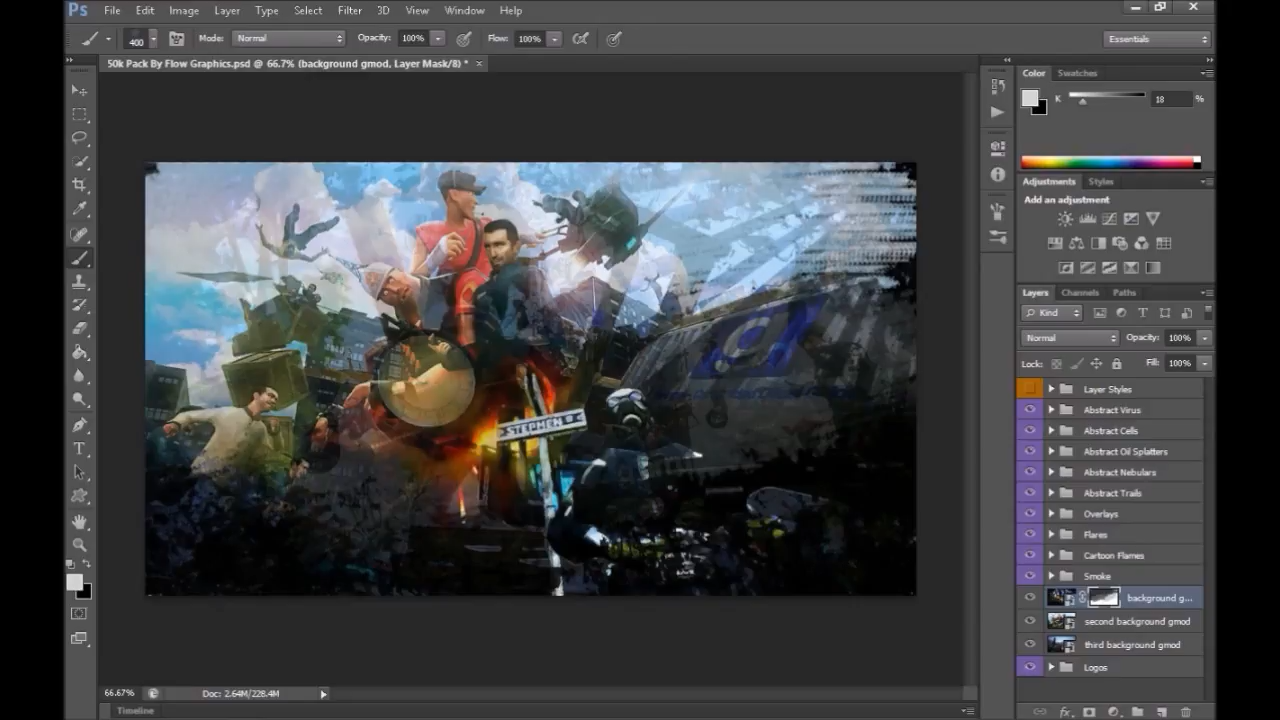 Ps File Edit Image Layer Type Select Filter 3D View Window Help
400 Mode: Normal Opacity: 100% Flow: 100% Essentials
50k Pack By Flow Graphics.psd @ 66.7% (background gmod, Layer Mask/8) * ×
Color Swatches
K 18 %
Adjustments Styles
Add an adjustment
Layers Channels Paths
Kind
Normal Opacity: 100%
Lock: Fill: 100%
Layer Styles
Abstract Virus
Abstract Cells
Abstract Oil Splatters
Abstract Nebulars
Abstract Trails
Overlays
Flares
Cartoon Flames
Smoke
background g...
second background gmod
third background gmod
Logos
STEPHEN
g
66.67% Doc: 2.64M/228.4M
Timeline